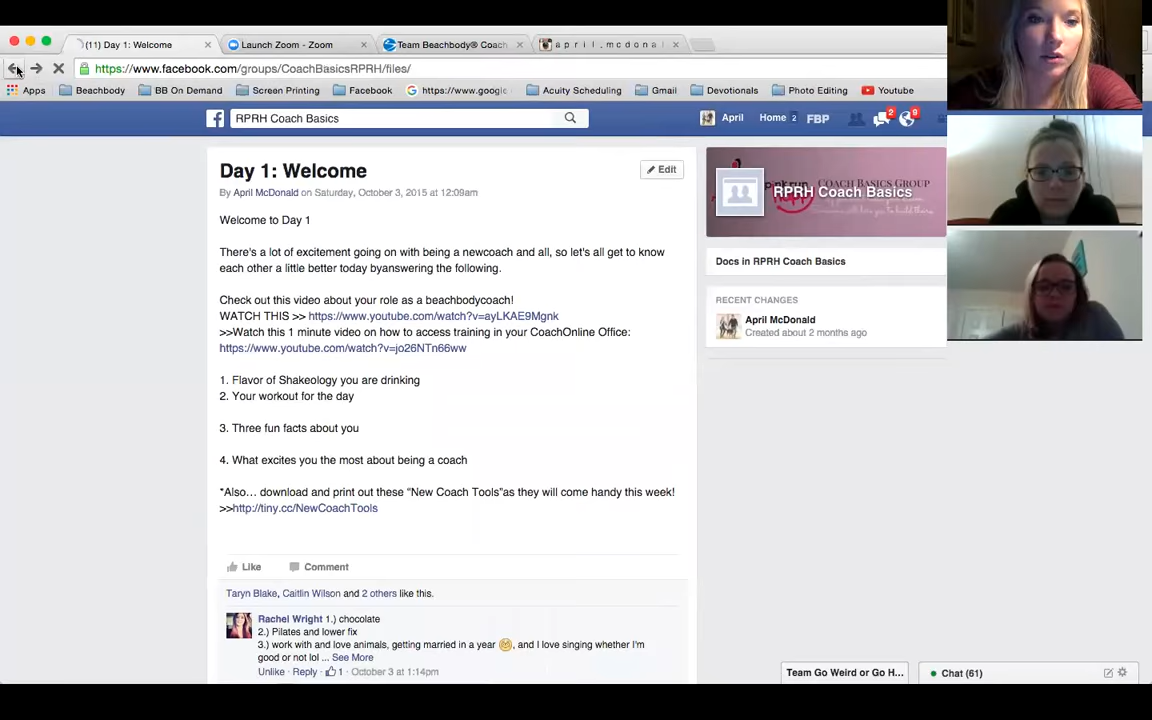 (11) Day 1: Welcome
Launch Zoom - Zoom
Team Beachbody® Coach
a p r i l . m c d o n a l
https://www.facebook.com/groups/CoachBasicsRPRH/files/
Apps
Beachbody
BB On Demand
Screen Printing
Facebook
https://www.google
Acuity Scheduling
Gmail
Devotionals
Photo Editing
Youtube
RPRH Coach Basics
April
Home 2
FBP
2
9
Day 1: Welcome
Edit
By April McDonald on Saturday, October 3, 2015 at 12:09am
Welcome to Day 1
There's a lot of excitement going on with being a newcoach and all, so let's all get to know
each other a little better today byanswering the following.
Check out this video about your role as a beachbodycoach!
WATCH THIS >> https://www.youtube.com/watch?v=ayLKAE9Mgnk
>>Watch this 1 minute video on how to access training in your CoachOnline Office:
https://www.youtube.com/watch?v=jo26NTn66ww
1. Flavor of Shakeology you are drinking
2. Your workout for the day
3. Three fun facts about you
4. What excites you the most about being a coach
*Also... download and print out these “New Coach Tools”as they will come handy this week!
>>http://tiny.cc/NewCoachTools
Like
Comment
Taryn Blake, Caitlin Wilson and 2 others like this.
Rachel Wright 1.) chocolate
2.) Pilates and lower fix
3.) work with and love animals, getting married in a year , and I love singing whether I'm
good or not lol ... See More
Unlike · Reply · 1 · October 3 at 1:14pm
COACH BASICS GROUP
RPRH Coach Basics
Docs in RPRH Coach Basics
RECENT CHANGES
April McDonald
Created about 2 months ago
Team Go Weird or Go H...
Chat (61)